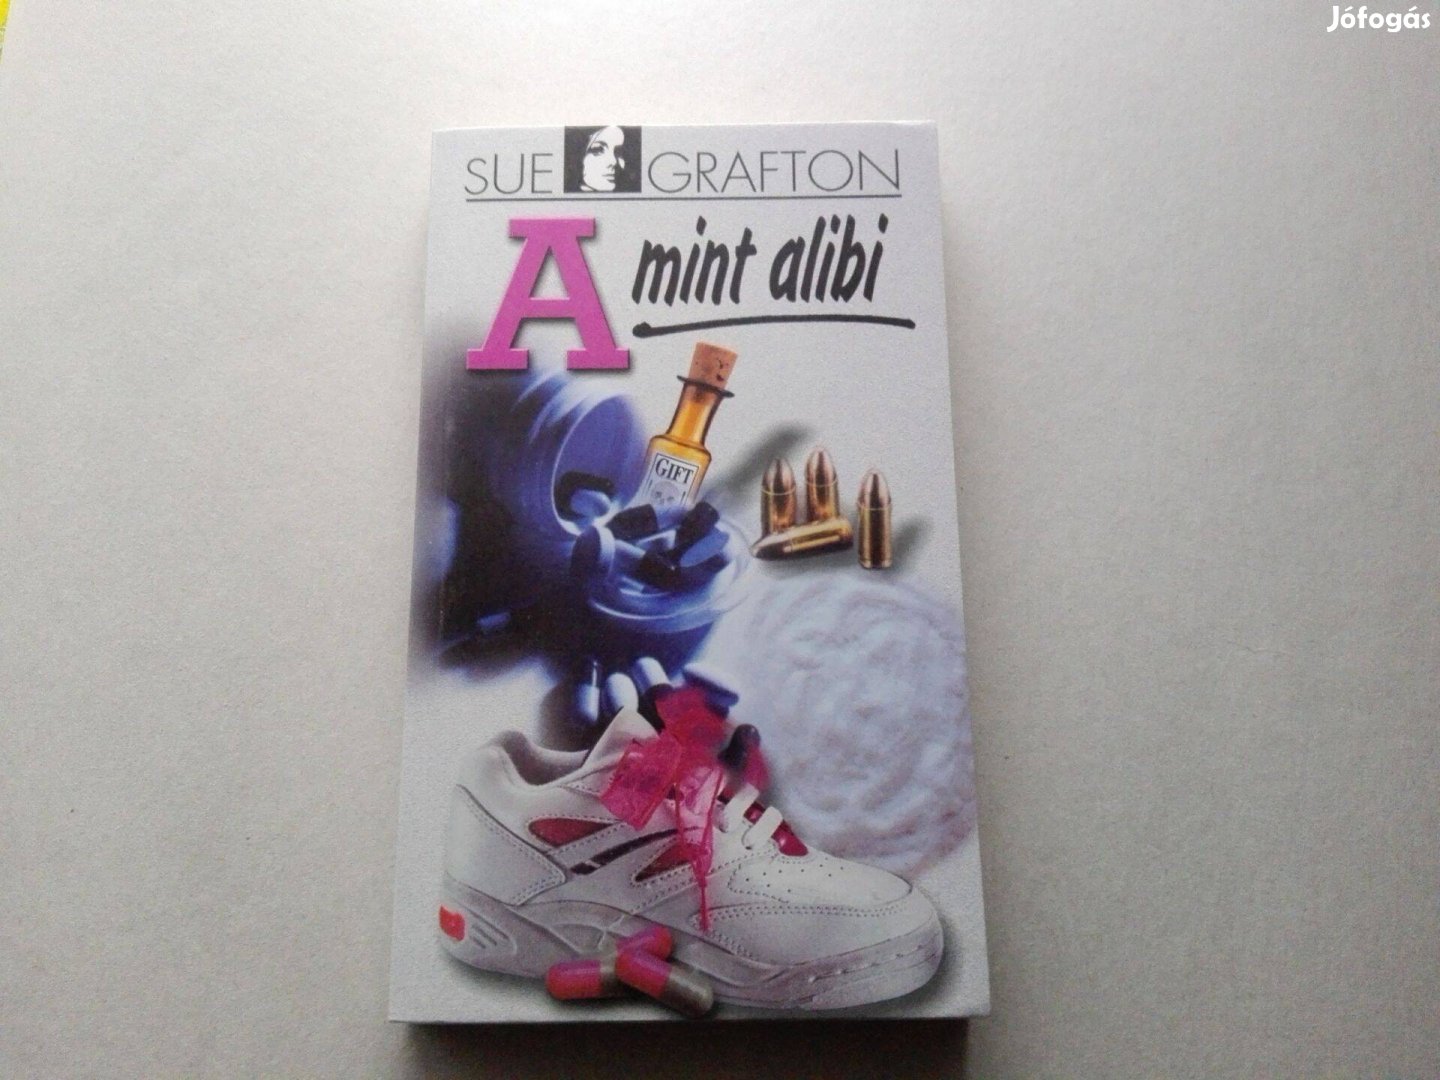 Jófogás
SUE GRAFTON
A mint alibi
GIFT